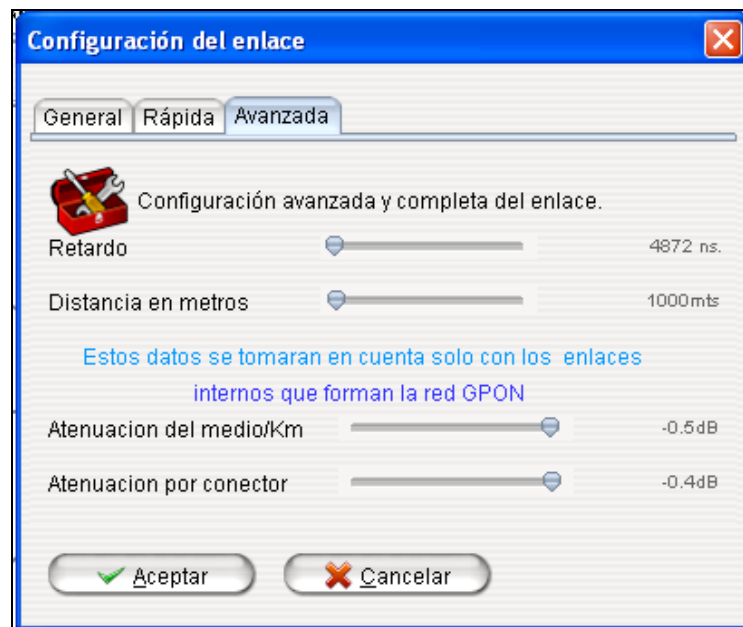 Configuración del enlace
General Rápida Avanzada
Configuración avanzada y completa del enlace.
Retardo 4872 ns.
Distancia en metros 1000mts
Estos datos se tomaran en cuenta solo con los enlaces
internos que forman la red GPON
Atenuacion del medio/Km -0.5dB
Atenuacion por conector -0.4dB
Aceptar Cancelar